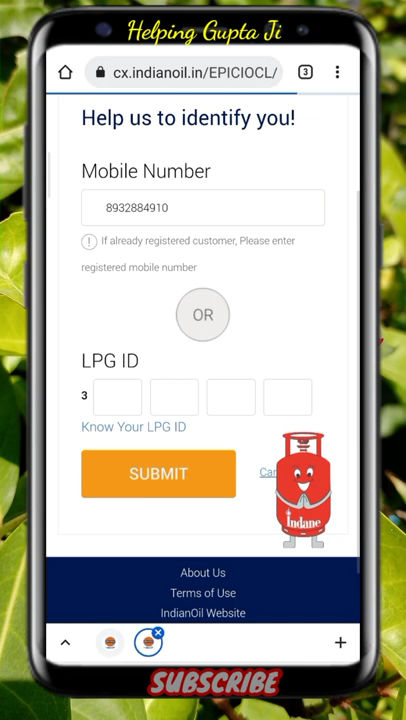 Helping Gupta Ji
cx.indianoil.in/EPICIOCL/
3
Help us to identify you!
Mobile Number
8932884910
! If already registered customer, Please enter
registered mobile number
OR
LPG ID
3
Know Your LPG ID
SUBMIT
Can
Indane
About Us
Terms of Use
IndianOil Website
SUBSCRIBE